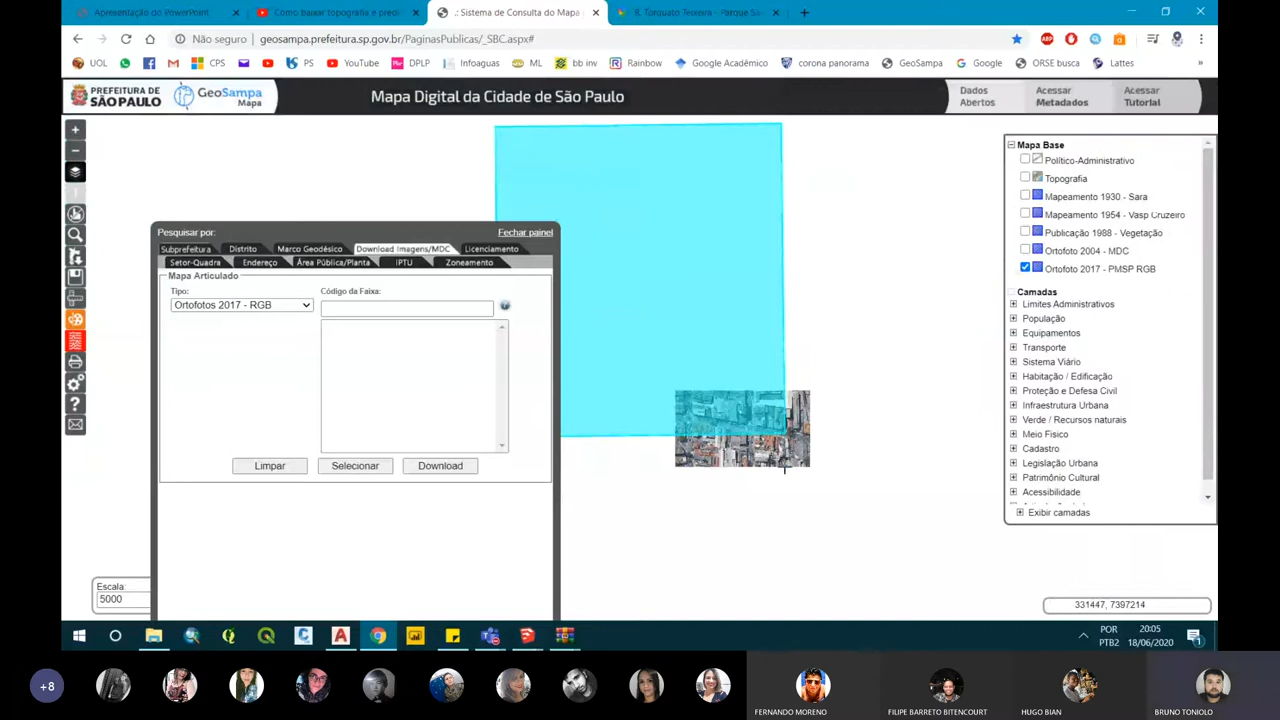 Apresentação do PowerPoint
Como baixar topografia e predi
.: Sistema de Consulta do Mapa
R. Torquato Teixeira - Parque Sã
Não seguro
geosampa.prefeitura.sp.gov.br/PaginasPublicas/_SBC.aspx#
UOL
CPS
PS
YouTube
DPLP
Infoaguas
ML
bb inv
Rainbow
Google Acadêmico
corona panorama
GeoSampa
Google
ORSE busca
Lattes
»
PREFEITURA DE
SÃO PAULO
GeoSampa
Mapa
Mapa Digital da Cidade de São Paulo
Dados
Abertos
Acessar
Metadados
Acessar
Tutorial
Mapa Base
Político-Administrativo
Topografia
Mapeamento 1930 - Sara
Mapeamento 1954 - Vasp Cruzeiro
Publicação 1988 - Vegetação
Ortofoto 2004 - MDC
Ortofoto 2017 - PMSP RGB
Camadas
Limites Administrativos
População
Equipamentos
Transporte
Sistema Viário
Habitação / Edificação
Proteção e Defesa Civil
Infraestrutura Urbana
Verde / Recursos naturais
Meio Físico
Cadastro
Legislação Urbana
Patrimônio Cultural
Acessibilidade
Exibir camadas
Pesquisar por:
Fechar painel
Subprefeitura
Distrito
Marco Geodésico
Download Imagens/MDC
Licenciamento
Setor-Quadra
Endereço
Área Pública/Planta
IPTU
Zoneamento
Mapa Articulado
Tipo:
Código da Faixa:
Ortofotos 2017 - RGB
Limpar
Selecionar
Download
Escala:
5000
331447, 7397214
POR
PTB2
20:05
18/06/2020
+8
FERNANDO MORENO
FILIPE BARRETO BITENCOURT
HUGO BIAN
BRUNO TONIOLO